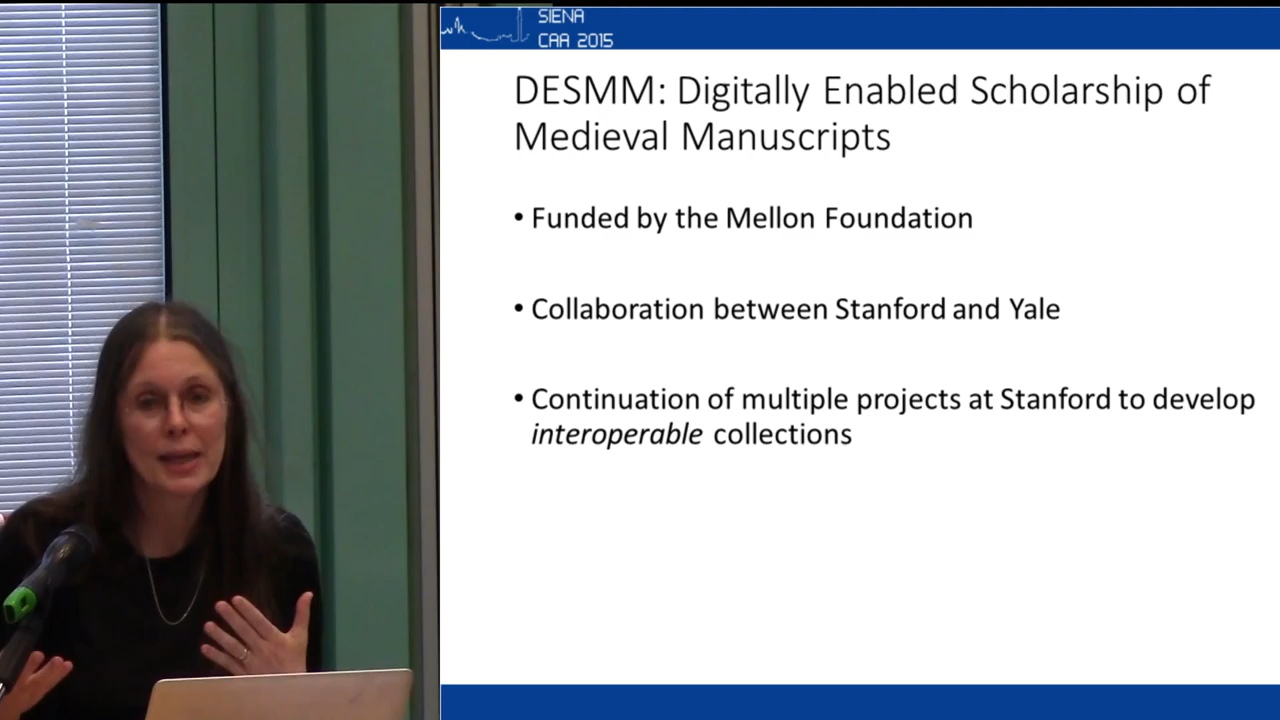 SIENA
CAA 2015
DESMM: Digitally Enabled Scholarship of
Medieval Manuscripts
• Funded by the Mellon Foundation
• Collaboration between Stanford and Yale
• Continuation of multiple projects at Stanford to develop
interoperable collections